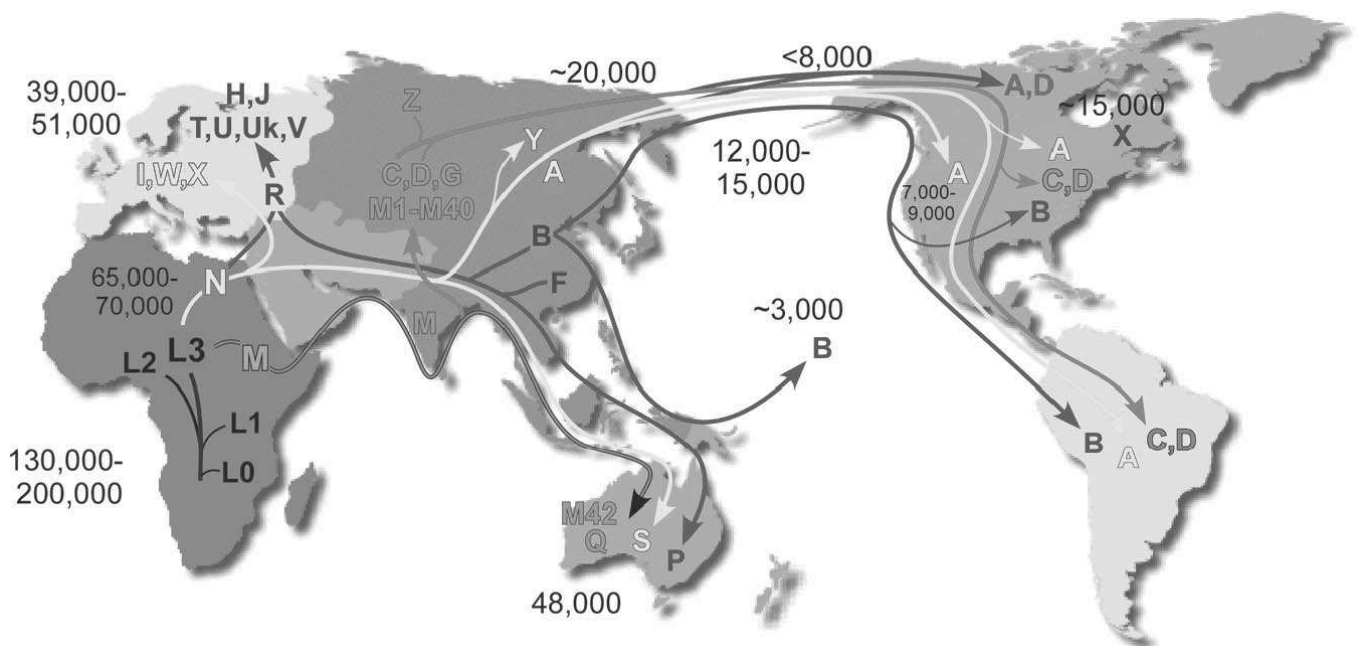 39,000-
51,000
H,J
T,U,Uk,V
I,W,X
R
N
65,000-
70,000
L2
L3
M
L1
L0
130,000-
200,000
~20,000
Z
Y
A
C,D,G
M1-M40
B
F
M
M42
Q
S
P
48,000
~3,000
B
<8,000
12,000-
15,000
A,D
~15,000
X
A
C,D
B
A
7,000-
9,000
B
A
C,D